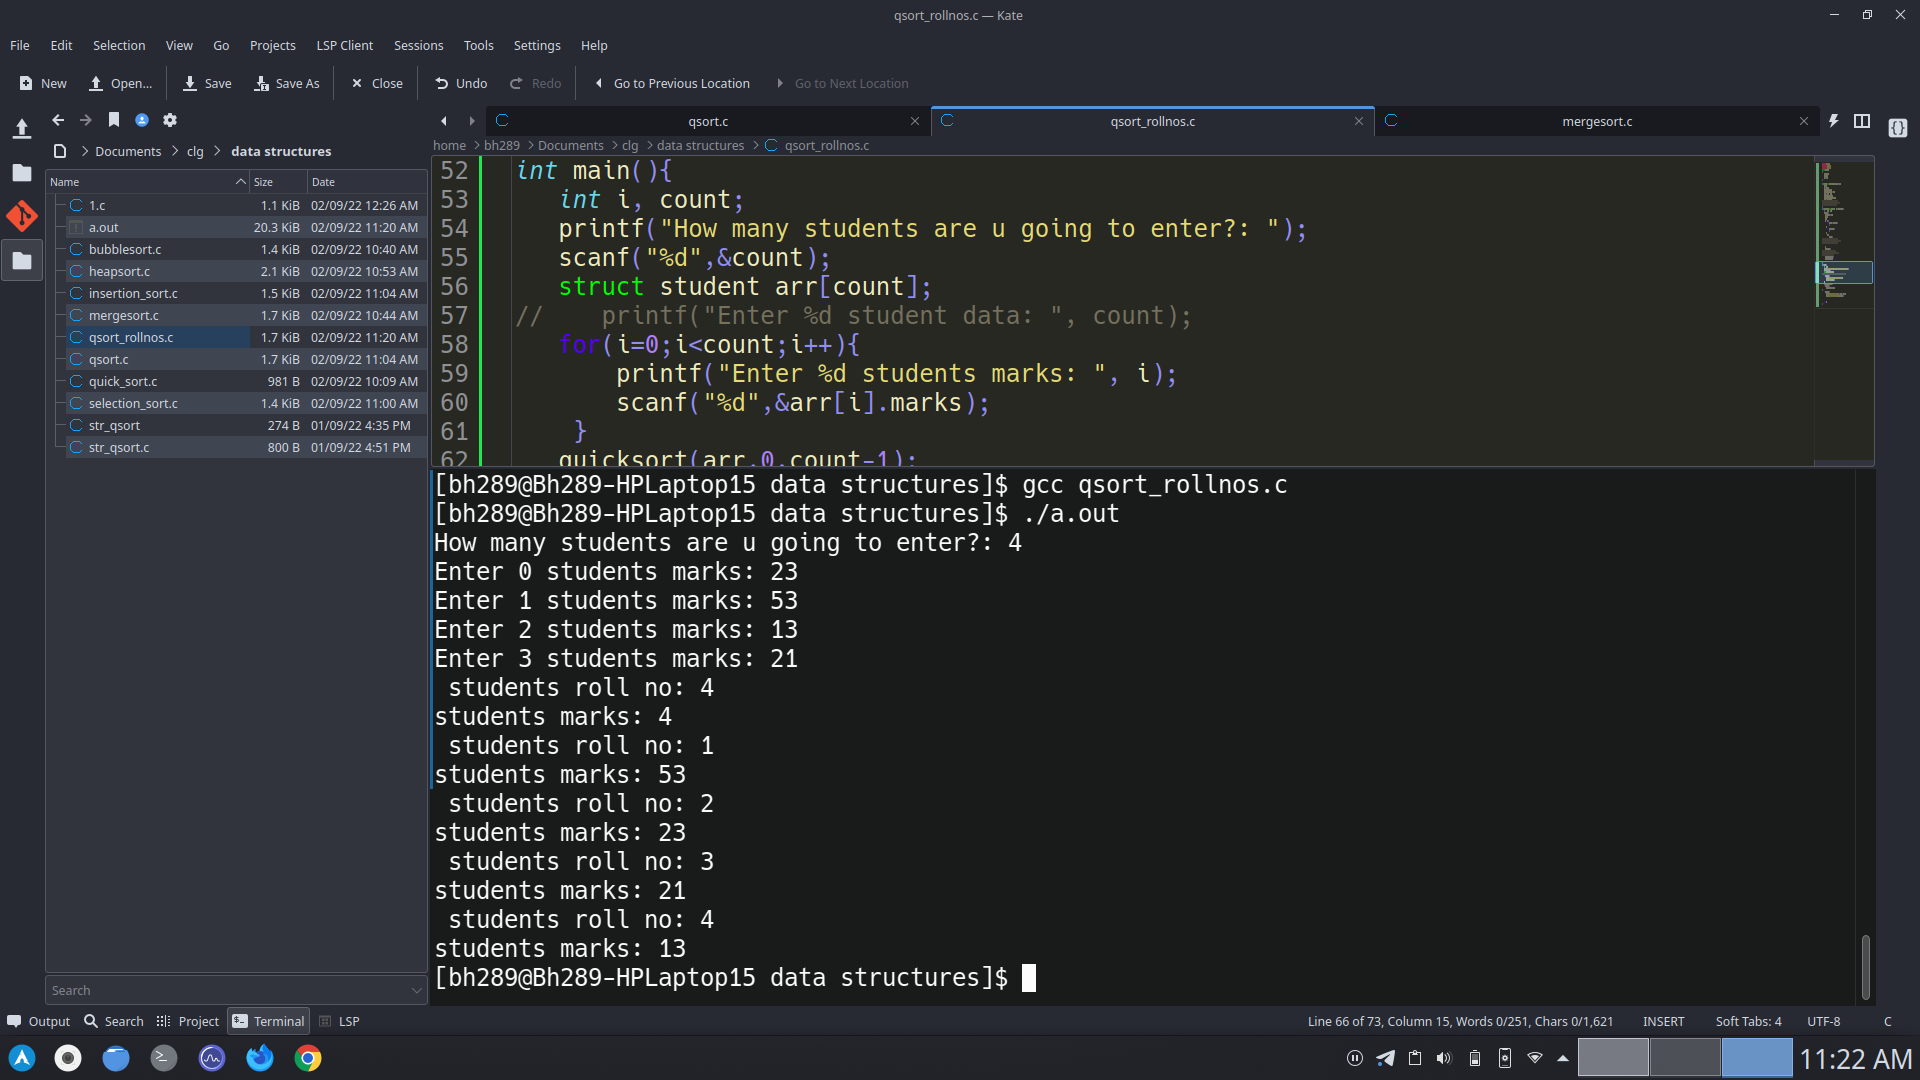 qsort_rollnos.c — Kate
File Edit Selection View Go Projects LSP Client Sessions Tools Settings Help
New Open... Save Save As Close Undo Redo Go to Previous Location Go to Next Location
qsort.c qsort_rollnos.c mergesort.c
Documents clg data structures
home bh289 Documents clg data structures qsort_rollnos.c
Name Size Date
1.c 1.1 KiB 02/09/22 12:26 AM
a.out 20.3 KiB 02/09/22 11:20 AM
bubblesort.c 1.4 KiB 02/09/22 10:40 AM
heapsort.c 2.1 KiB 02/09/22 10:53 AM
insertion_sort.c 1.5 KiB 02/09/22 11:04 AM
mergesort.c 1.7 KiB 02/09/22 10:44 AM
qsort_rollnos.c 1.7 KiB 02/09/22 11:20 AM
qsort.c 1.7 KiB 02/09/22 11:04 AM
quick_sort.c 981 B 02/09/22 10:09 AM
selection_sort.c 1.4 KiB 02/09/22 11:00 AM
str_qsort 274 B 01/09/22 4:35 PM
str_qsort.c 800 B 01/09/22 4:51 PM
Search
52 int main(){
53 int i, count;
54 printf("How many students are u going to enter?: ");
55 scanf("%d",&count);
56 struct student arr[count];
57 // printf("Enter %d student data: ", count);
58 for(i=0;i<count;i++){
59 printf("Enter %d students marks: ", i);
60 scanf("%d",&arr[i].marks);
61 }
62 quicksort(arr,0,count-1);
[bh289@Bh289-HPLaptop15 data structures]$ gcc qsort_rollnos.c
[bh289@Bh289-HPLaptop15 data structures]$ ./a.out
How many students are u going to enter?: 4
Enter 0 students marks: 23
Enter 1 students marks: 53
Enter 2 students marks: 13
Enter 3 students marks: 21
students roll no: 4
students marks: 4
students roll no: 1
students marks: 53
students roll no: 2
students marks: 23
students roll no: 3
students marks: 21
students roll no: 4
students marks: 13
[bh289@Bh289-HPLaptop15 data structures]$
Output Search Project Terminal LSP
Line 66 of 73, Column 15, Words 0/251, Chars 0/1,621 INSERT Soft Tabs: 4 UTF-8 C
11:22 AM